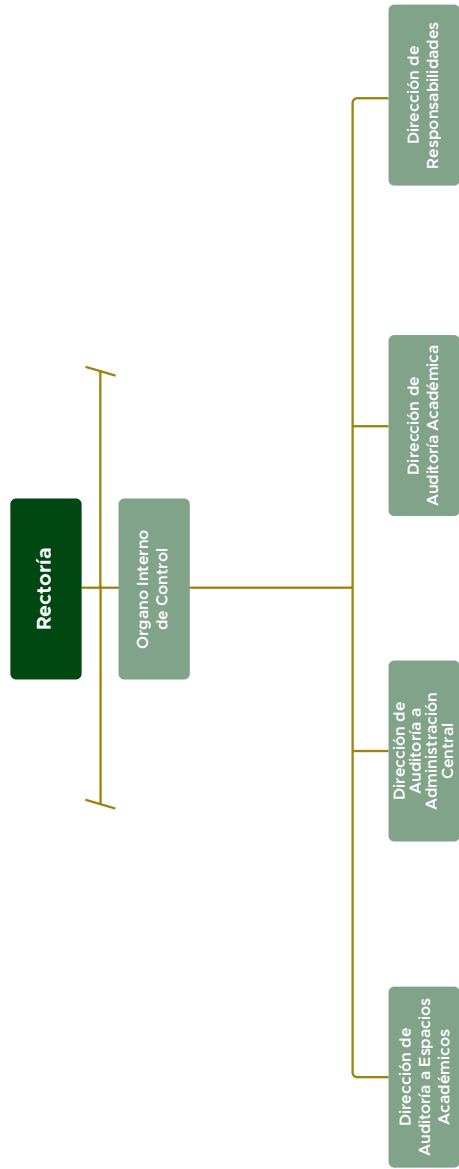 Rectoría
Organo Interno
de Control
Dirección de
Auditoría a Espacios
Académicos
Dirección de
Auditoría a
Administración
Central
Dirección de
Auditoría Académica
Dirección de
Responsabilidades